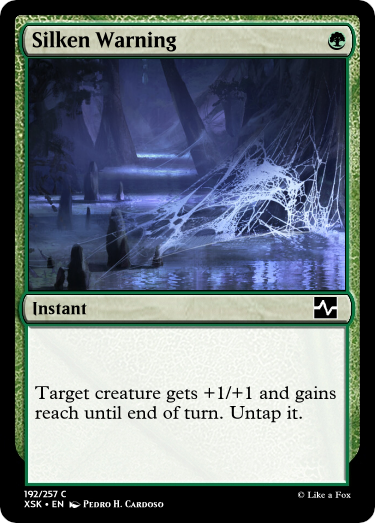 Silken Warning
Instant
Target creature gets +1/+1 and gains
reach until end of turn. Untap it.
192/257 C
XSK • EN Pedro H. Cardoso
© Like a Fox